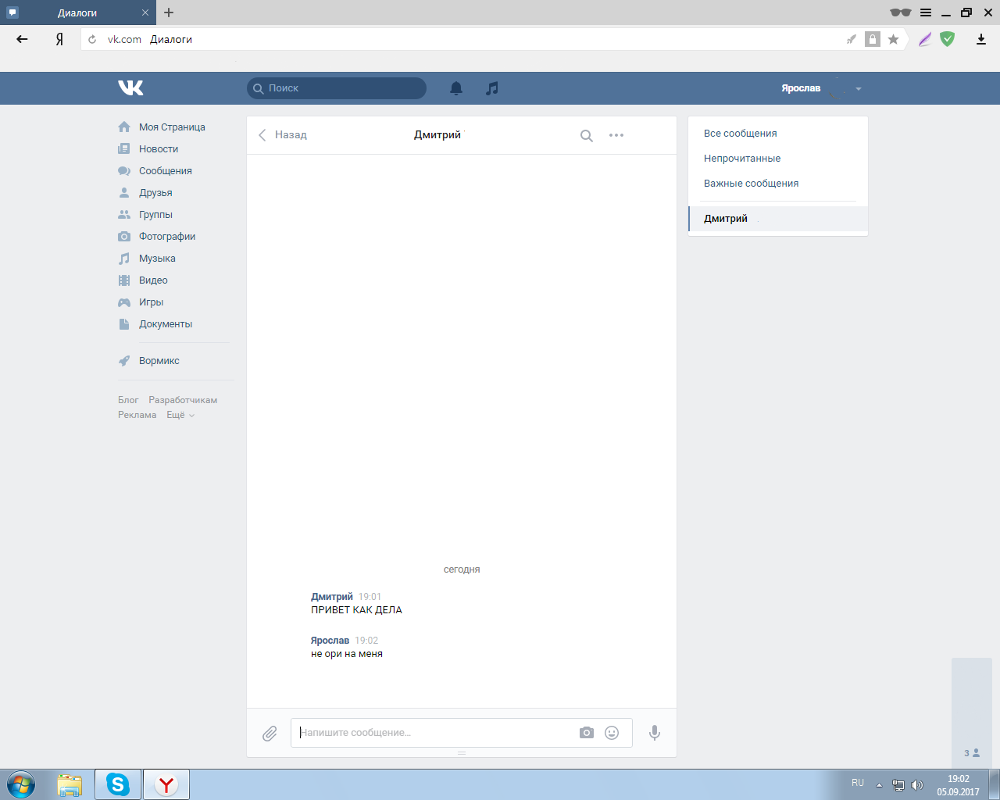 Диалоги
Я vk.com Диалоги
Поиск
Ярослав
Моя Страница
Новости
Сообщения
Друзья
Группы
Фотографии
Музыка
Видео
Игры
Документы
Вормикс
Блог Разработчикам
Реклама Ещё
Назад
Дмитрий
сегодня
Дмитрий 19:01
ПРИВЕТ КАК ДЕЛА
Ярослав 19:02
не ори на меня
Напишите сообщение...
Все сообщения
Непрочитанные
Важные сообщения
Дмитрий
3
RU
19:02
05.09.2017